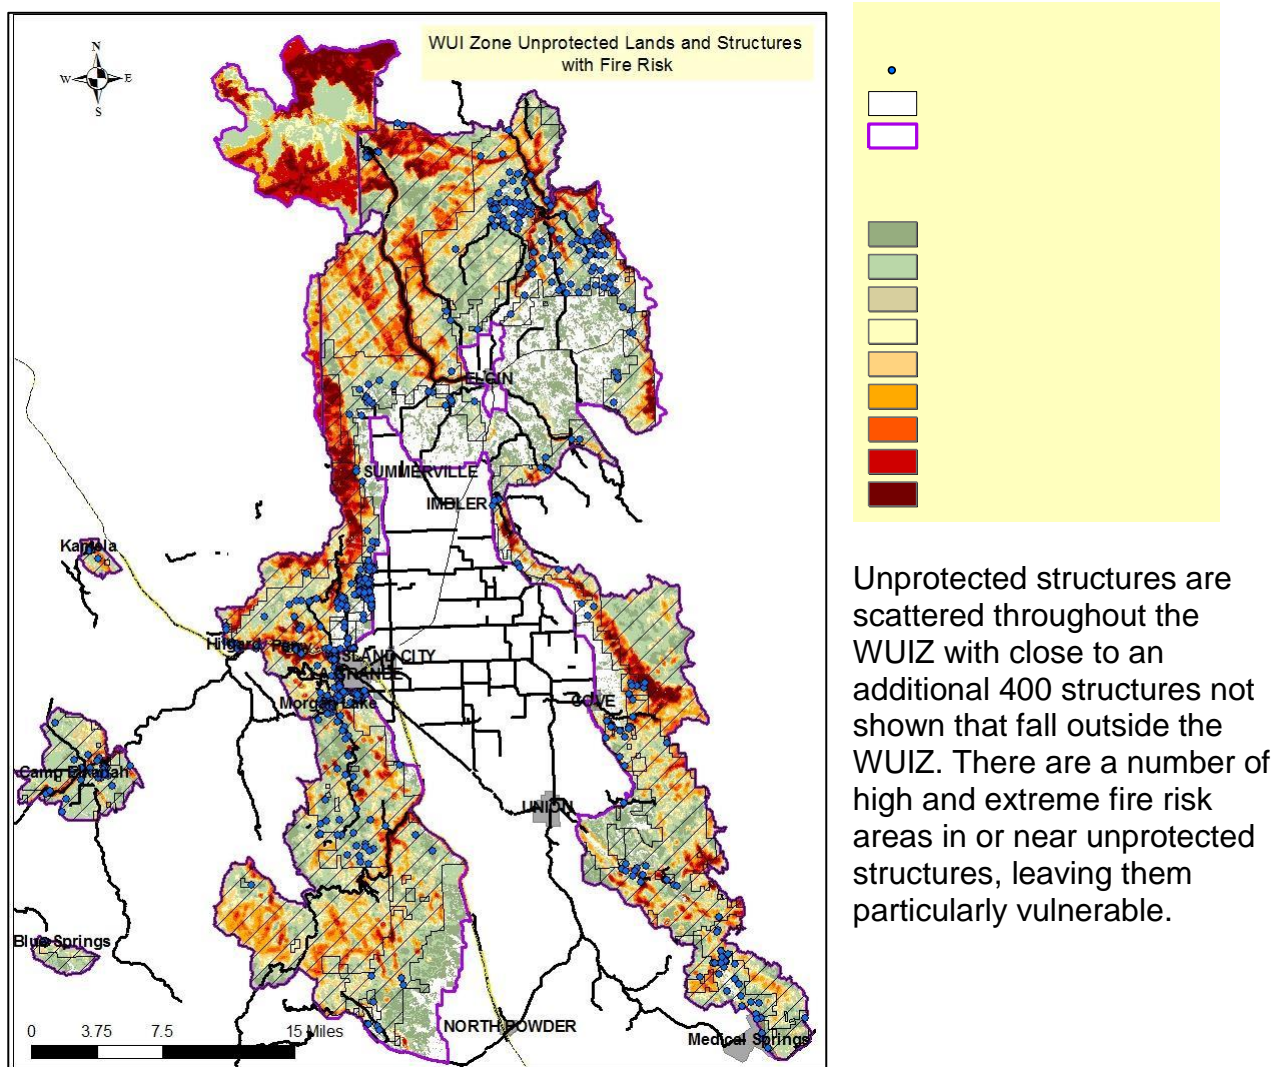 WUI Zone Unprotected Lands and Structures
with Fire Risk
N
W E
S
ELGIN
SUMMERVILLE
IMBLER
Kamela
Hilgard Perry
ISLAND CITY
LA GRANDE
Morgan Lake
COVE
Camp Elkanah
UNION
Blue Springs
NORTH POWDER
Medical Springs
0 3.75 7.5 15 Miles
Unprotected structures are
scattered throughout the
WUIZ with close to an
additional 400 structures not
shown that fall outside the
WUIZ. There are a number of
high and extreme fire risk
areas in or near unprotected
structures, leaving them
particularly vulnerable.